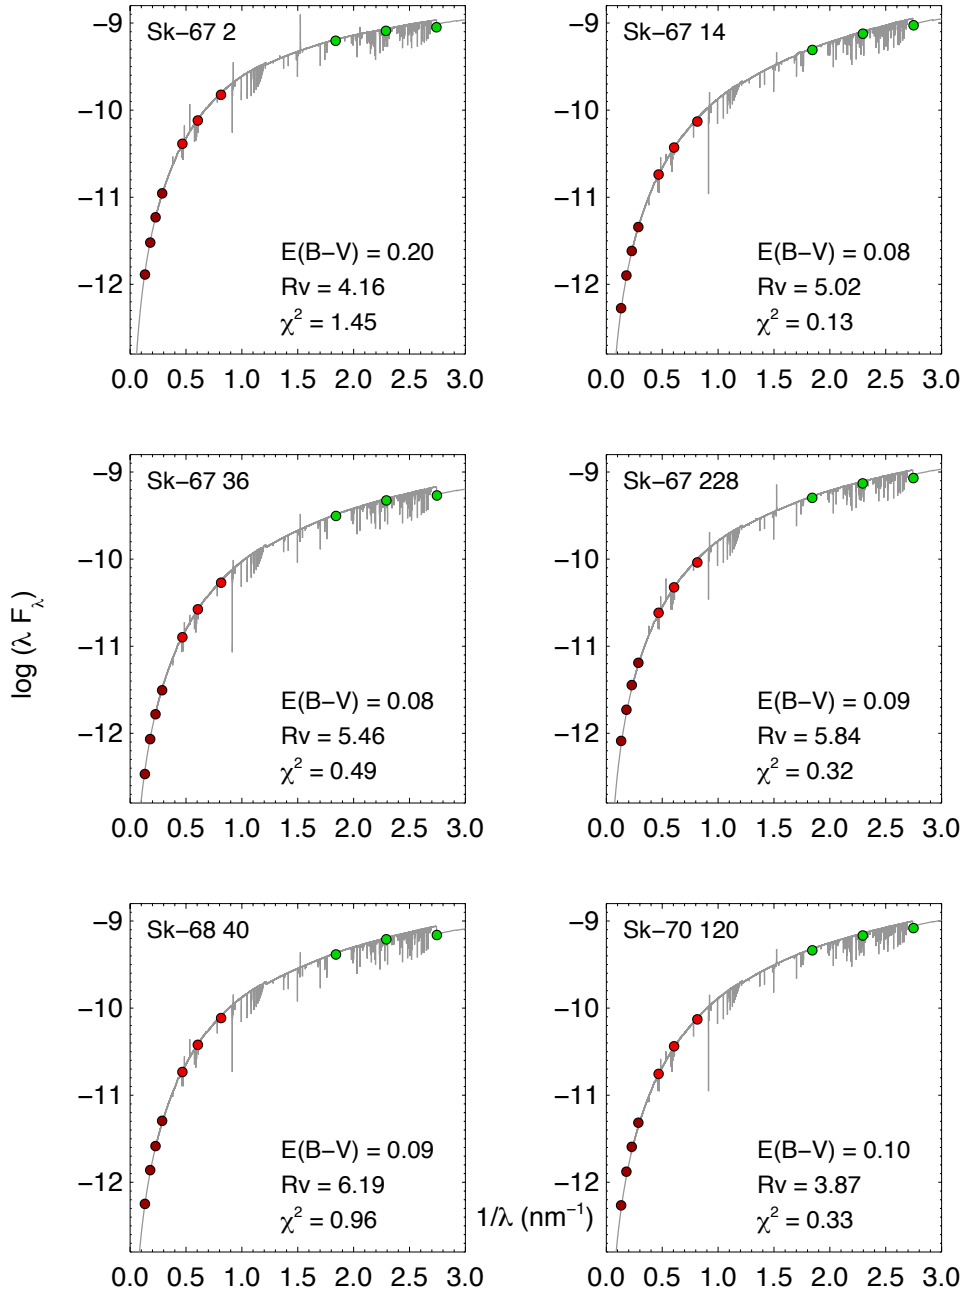 Sk−67 2
−9
−10
−11
−12
E(B−V) = 0.20
Rv = 4.16
χ² = 1.45
0.0 0.5 1.0 1.5 2.0 2.5 3.0
Sk−67 14
−9
−10
−11
−12
E(B−V) = 0.08
Rv = 5.02
χ² = 0.13
0.0 0.5 1.0 1.5 2.0 2.5 3.0
log (λ F_λ)
Sk−67 36
−9
−10
−11
−12
E(B−V) = 0.08
Rv = 5.46
χ² = 0.49
0.0 0.5 1.0 1.5 2.0 2.5 3.0
Sk−67 228
−9
−10
−11
−12
E(B−V) = 0.09
Rv = 5.84
χ² = 0.32
0.0 0.5 1.0 1.5 2.0 2.5 3.0
Sk−68 40
−9
−10
−11
−12
E(B−V) = 0.09
Rv = 6.19
χ² = 0.96
0.0 0.5 1.0 1.5 2.0 2.5 3.0
1/λ (nm⁻¹)
Sk−70 120
−9
−10
−11
−12
E(B−V) = 0.10
Rv = 3.87
χ² = 0.33
0.0 0.5 1.0 1.5 2.0 2.5 3.0